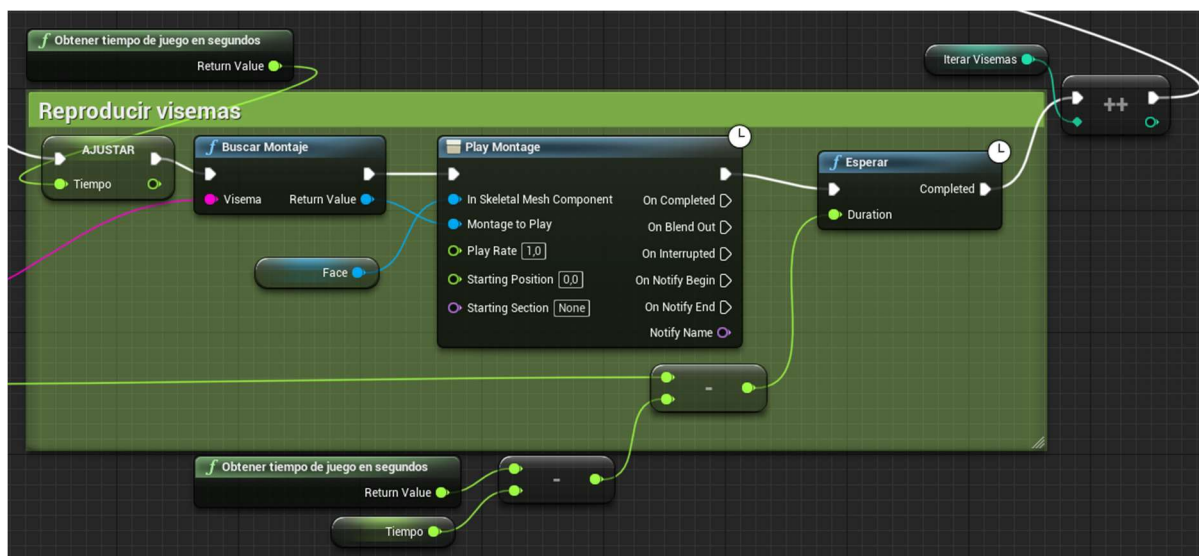 Obtener tiempo de juego en segundos
Return Value
Iterar Visemas
++
Reproducir visemas
AJUSTAR
Tiempo
Buscar Montaje
Visema Return Value
Play Montage
In Skeletal Mesh Component On Completed
Montage to Play On Blend Out
Play Rate 1,0 On Interrupted
Starting Position 0,0 On Notify Begin
Starting Section None On Notify End
Notify Name
Face
Esperar
Completed
Duration
-
Obtener tiempo de juego en segundos
Return Value
-
Tiempo